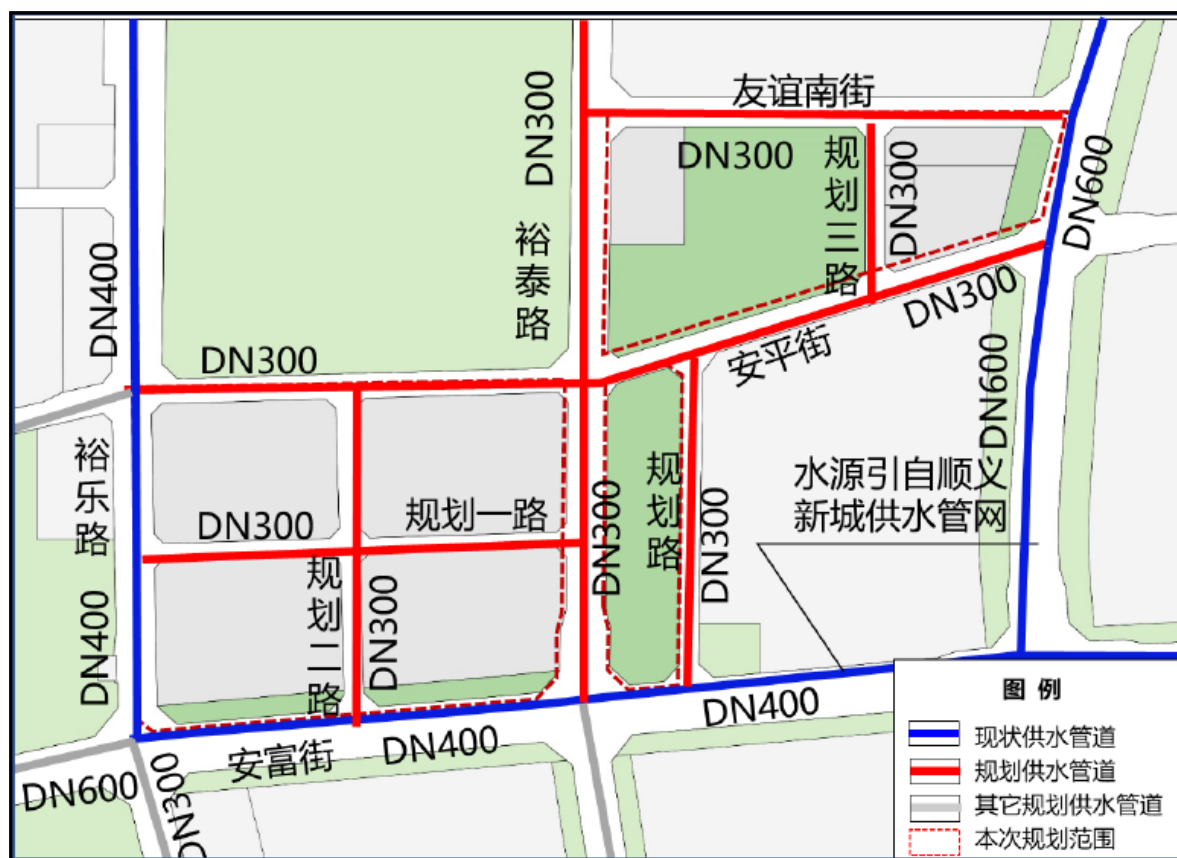 友谊南街
DN300
DN300
规划三路
DN300
DN600
裕泰路
DN400
DN300
安平街
DN300
DN600
裕乐路
水源引自顺义
新城供水管网
规划路
DN300
规划一路
DN300
DN300
规划二路
DN300
DN400
DN400
安富街
DN400
DN600
DN300
图 例
现状供水管道
规划供水管道
其它规划供水管道
本次规划范围